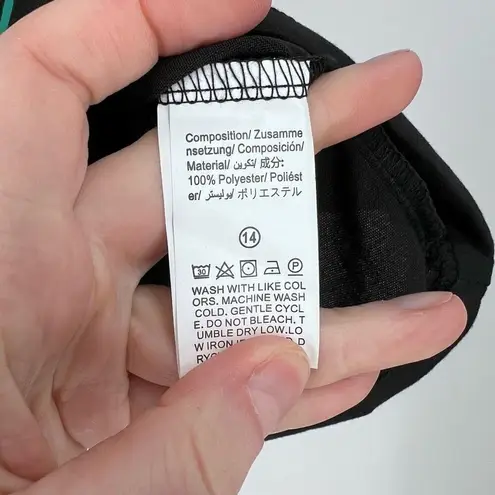 Composition/ Zusamme
nsetzung/ Composición/
Material/ تكوين/ 成分:
100% Polyester/ Poliést
er/ بوليستر/ ポリエステル
14
30 P
WASH WITH LIKE COL
ORS. MACHINE WASH
COLD. GENTLE CYCL
E. DO NOT BLEACH. T
UMBLE DRY LOW.LO
W IRON